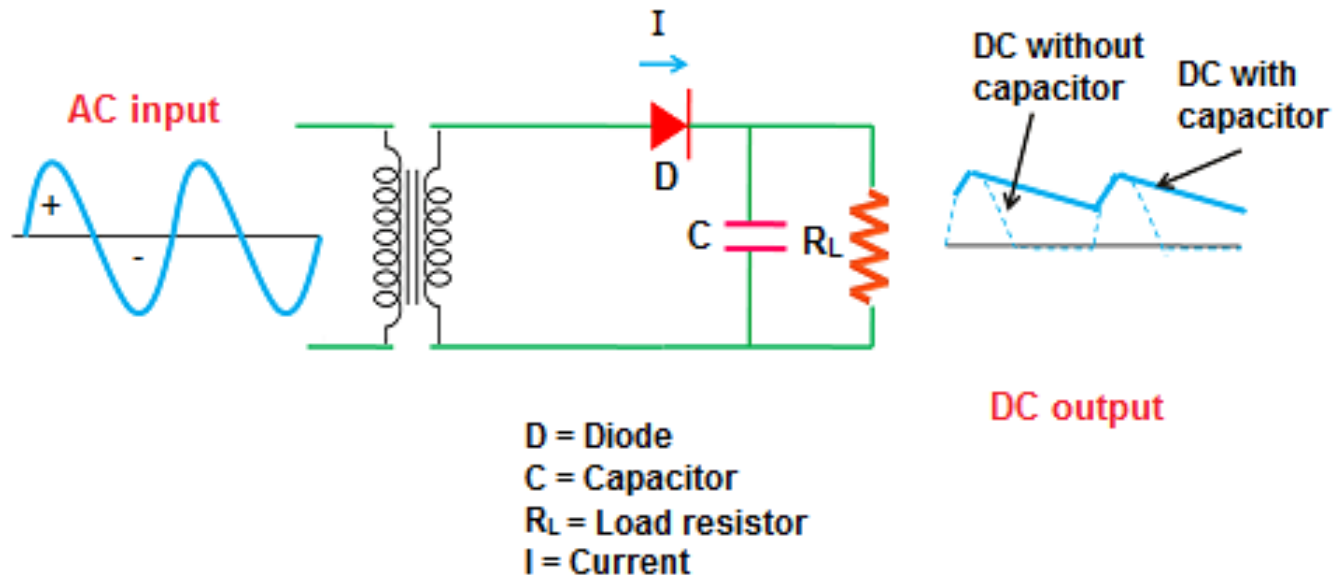 I
AC input
+
-
D
C
RL
DC without
capacitor
DC with
capacitor
DC output
D = Diode
C = Capacitor
RL = Load resistor
I = Current